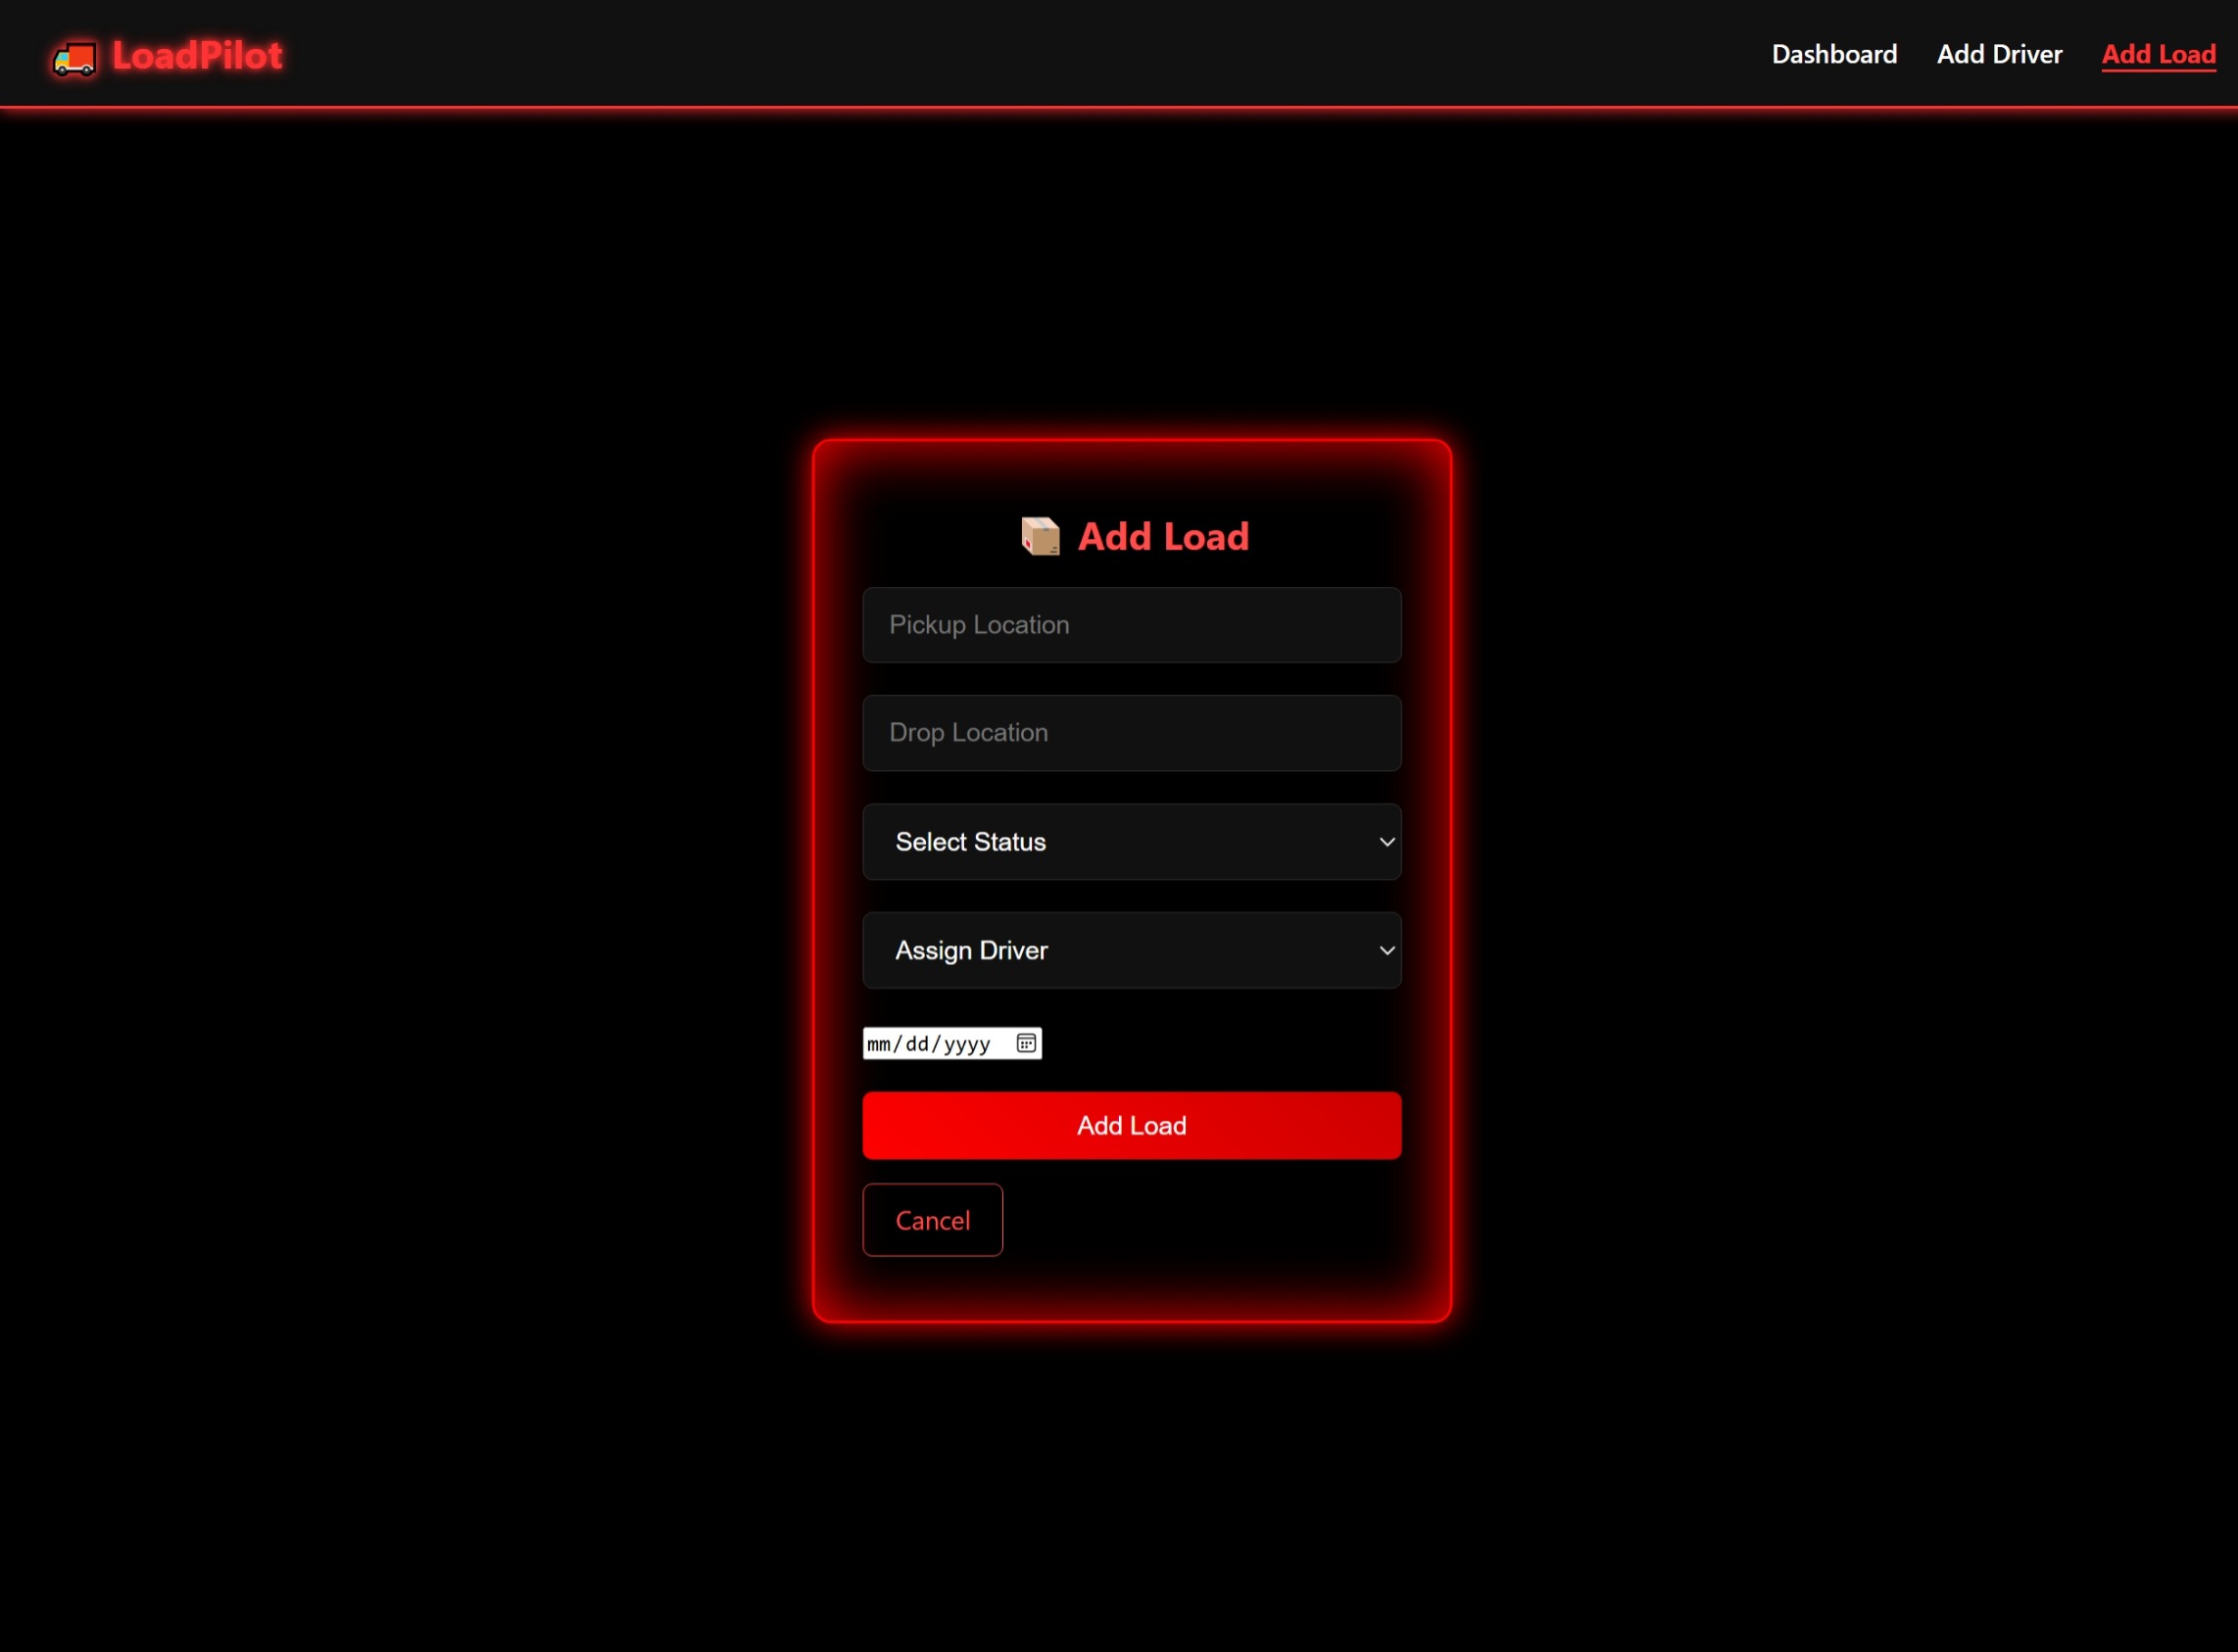 LoadPilot
Dashboard Add Driver Add Load
Add Load
Pickup Location
Drop Location
Select Status
Assign Driver
mm/dd/yyyy
Add Load
Cancel